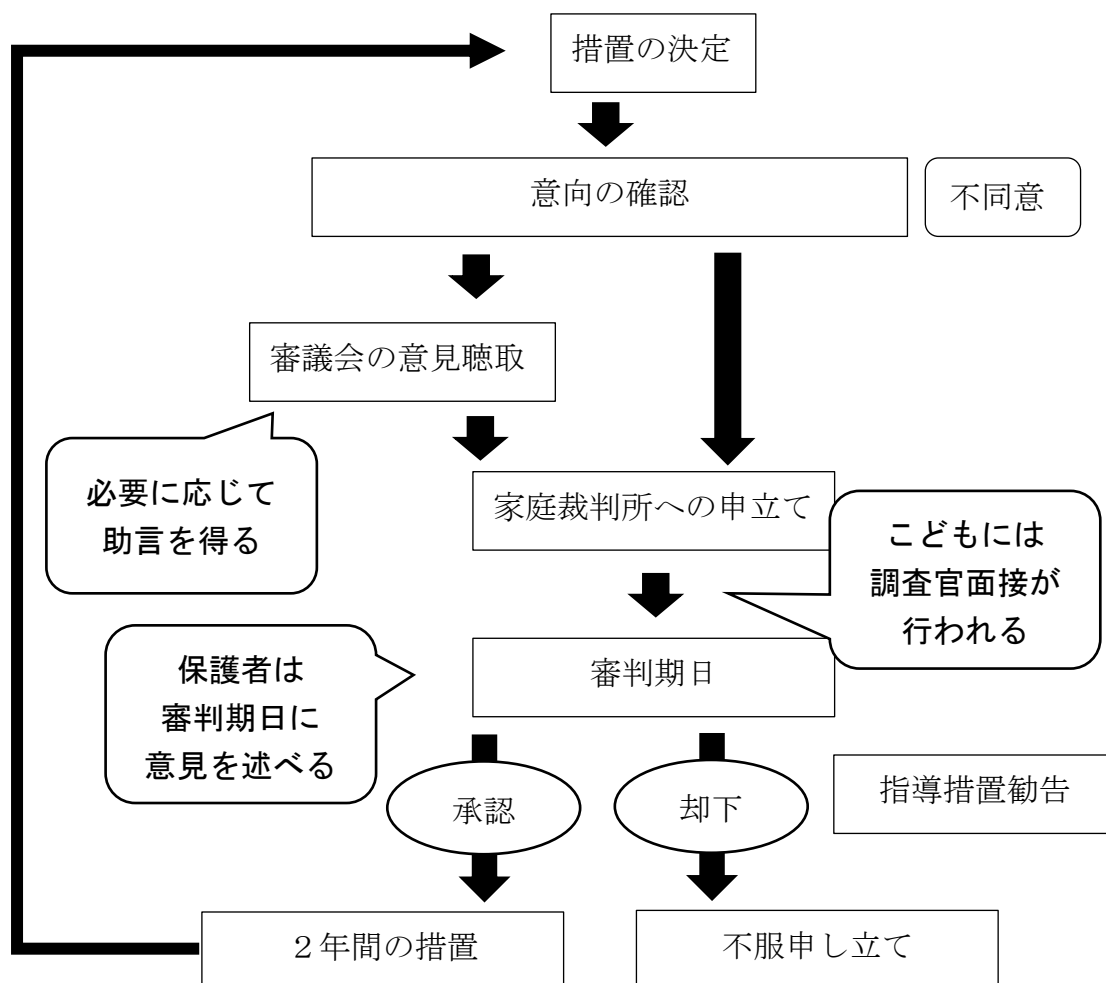 措置の決定
意向の確認
不同意
審議会の意見聴取
必要に応じて
助言を得る
家庭裁判所への申立て
こどもには
調査官面接が
行われる
保護者は
審判期日に
意見を述べる
審判期日
承認
却下
指導措置勧告
２年間の措置
不服申し立て